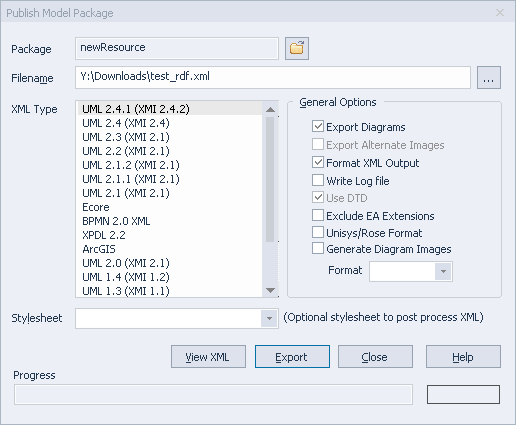 Publish Model Package
Package
newResource
Filename
Y:\Downloads\test_rdf.xml
...
XML Type
UML 2.4.1 (XMI 2.4.2)
UML 2.4 (XMI 2.4)
UML 2.3 (XMI 2.1)
UML 2.2 (XMI 2.1)
UML 2.1.2 (XMI 2.1)
UML 2.1.1 (XMI 2.1)
UML 2.1 (XMI 2.1)
Ecore
BPMN 2.0 XML
XPDL 2.2
ArcGIS
UML 2.0 (XMI 2.1)
UML 1.4 (XMI 1.2)
UML 1.3 (XMI 1.1)
General Options
Export Diagrams
Export Alternate Images
Format XML Output
Write Log file
Use DTD
Exclude EA Extensions
Unisys/Rose Format
Generate Diagram Images
Format
Stylesheet
(Optional stylesheet to post process XML)
View XML
Export
Close
Help
Progress